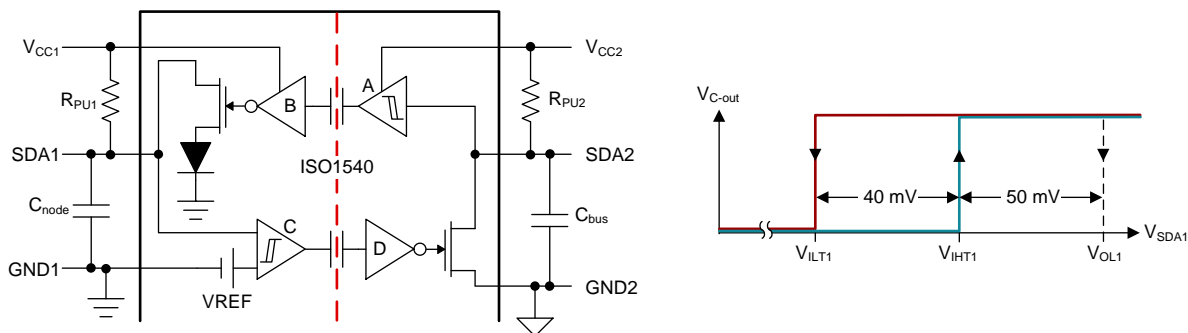 VCC1
RPU1
SDA1
Cnode
GND1
VREF
A
B
ISO1540
C
D
VCC2
RPU2
SDA2
Cbus
GND2
VC-out
40 mV
50 mV
VSDA1
VILT1
VIHT1
VOL1